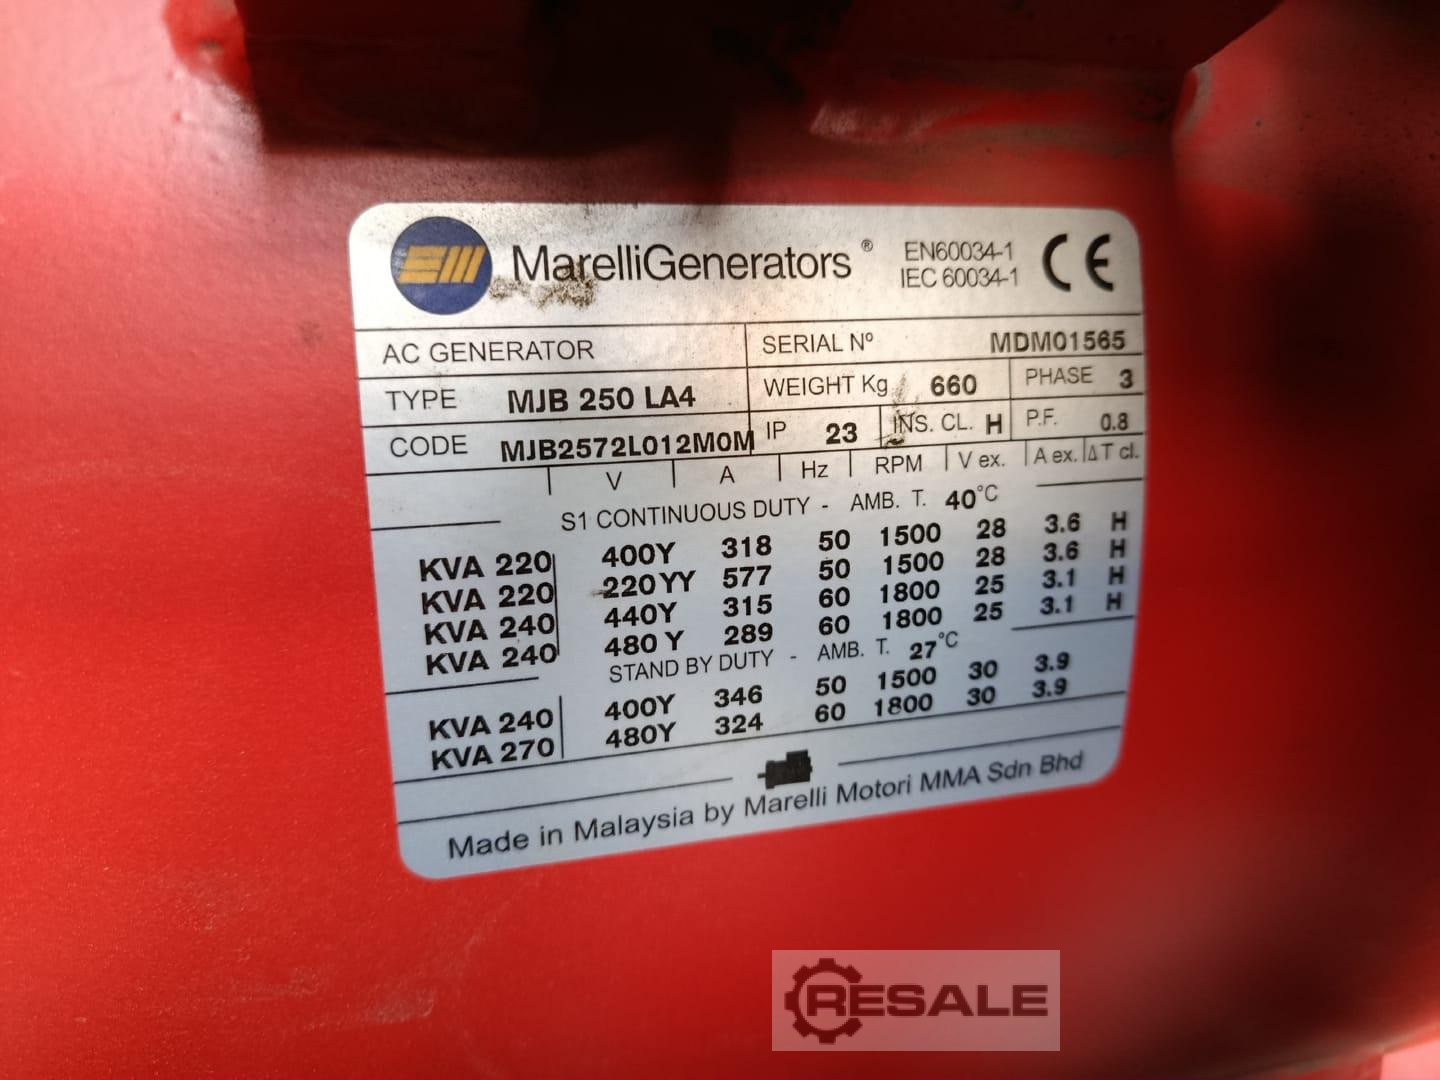 MarelliGenerators® EN60034-1 CE
IEC 60034-1
AC GENERATOR SERIAL Nº MDM01565
TYPE MJB 250 LA4 WEIGHT Kg 660 PHASE 3
CODE MJB2572L012M0M IP 23 INS. CL. H P.F. 0.8
V A Hz RPM V ex. A ex. ΔT cl.
S1 CONTINUOUS DUTY - AMB. T. 40°C
KVA 220 400Y 318 50 1500 28 3.6 H
KVA 220 220YY 577 50 1500 28 3.6 H
KVA 240 440Y 315 60 1800 25 3.1 H
KVA 240 480Y 289 60 1800 25 3.1 H
STAND BY DUTY - AMB. T. 27°C
KVA 240 400Y 346 50 1500 30 3.9
KVA 270 480Y 324 60 1800 30 3.9
Made in Malaysia by Marelli Motori MMA Sdn Bhd
RESALE